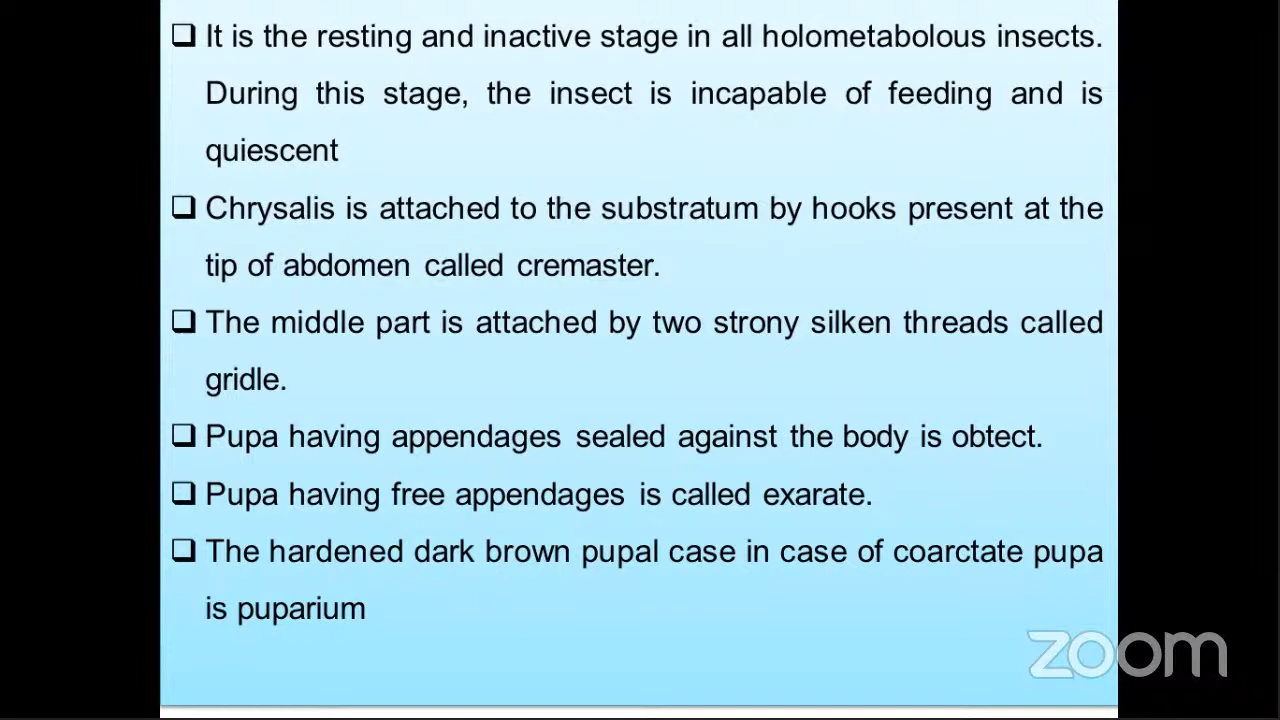 ❑ It is the resting and inactive stage in all holometabolous insects.
During this stage, the insect is incapable of feeding and is
quiescent
❑ Chrysalis is attached to the substratum by hooks present at the
tip of abdomen called cremaster.
❑ The middle part is attached by two strony silken threads called
gridle.
❑ Pupa having appendages sealed against the body is obtect.
❑ Pupa having free appendages is called exarate.
❑ The hardened dark brown pupal case in case of coarctate pupa
is puparium
zoom